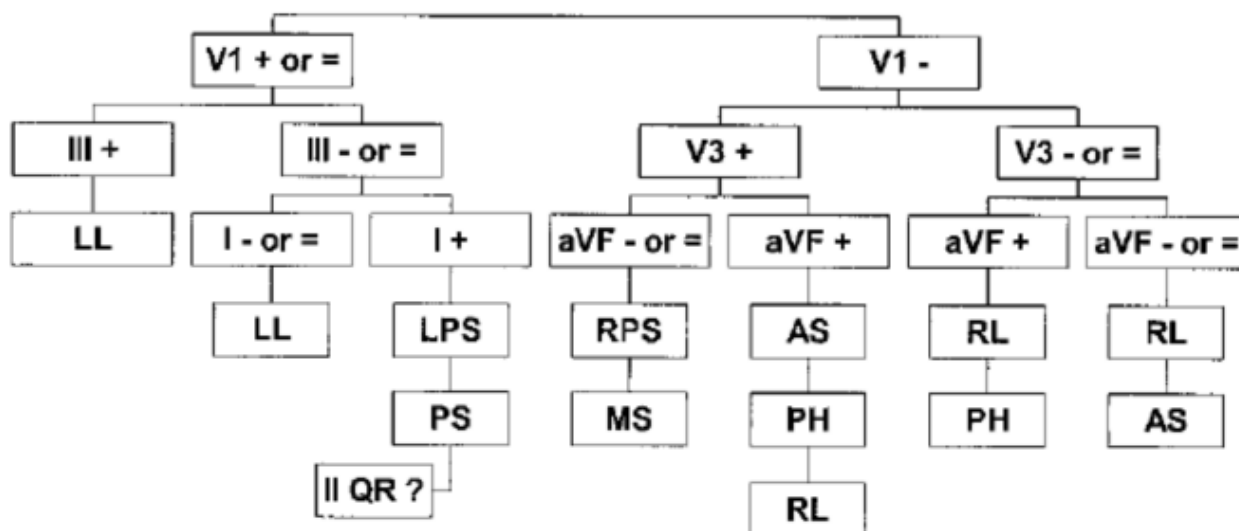 V1 + or =
V1 -
III +
III - or =
V3 +
V3 - or =
LL
I - or =
I +
aVF - or =
aVF +
aVF +
aVF - or =
LL
LPS
RPS
AS
RL
RL
PS
MS
PH
PH
AS
II QR ?
RL